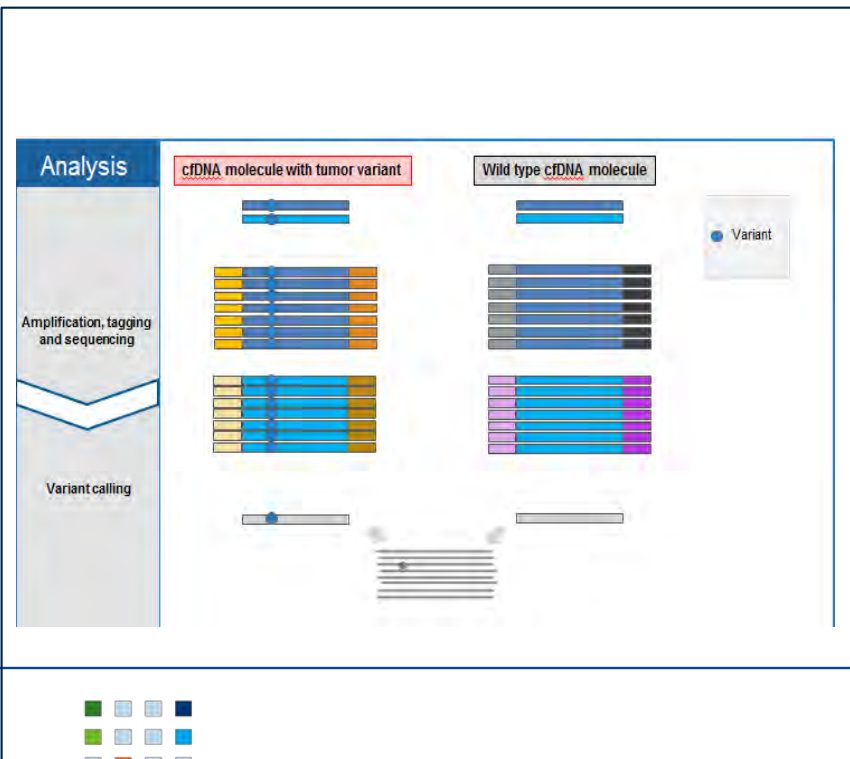 Analysis
cfDNA molecule with tumor variant
Wild type cfDNA molecule
Variant
Amplification, tagging
and sequencing
Variant calling